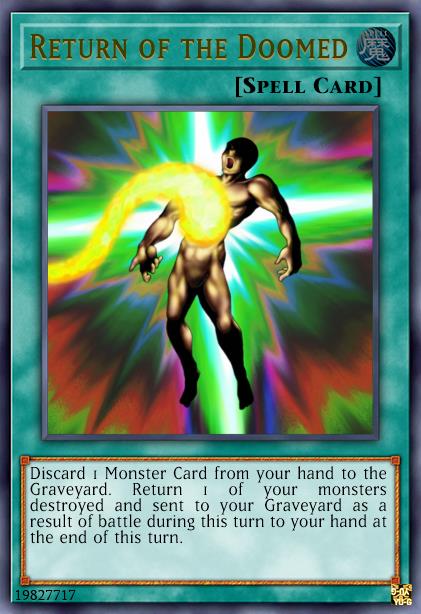 RETURN OF THE DOOMED
SPELL
魔
[SPELL CARD]
Discard 1 Monster Card from your hand to the
Graveyard. Return 1 of your monsters
destroyed and sent to your Graveyard as a
result of battle during this turn to your hand at
the end of this turn.
19827717